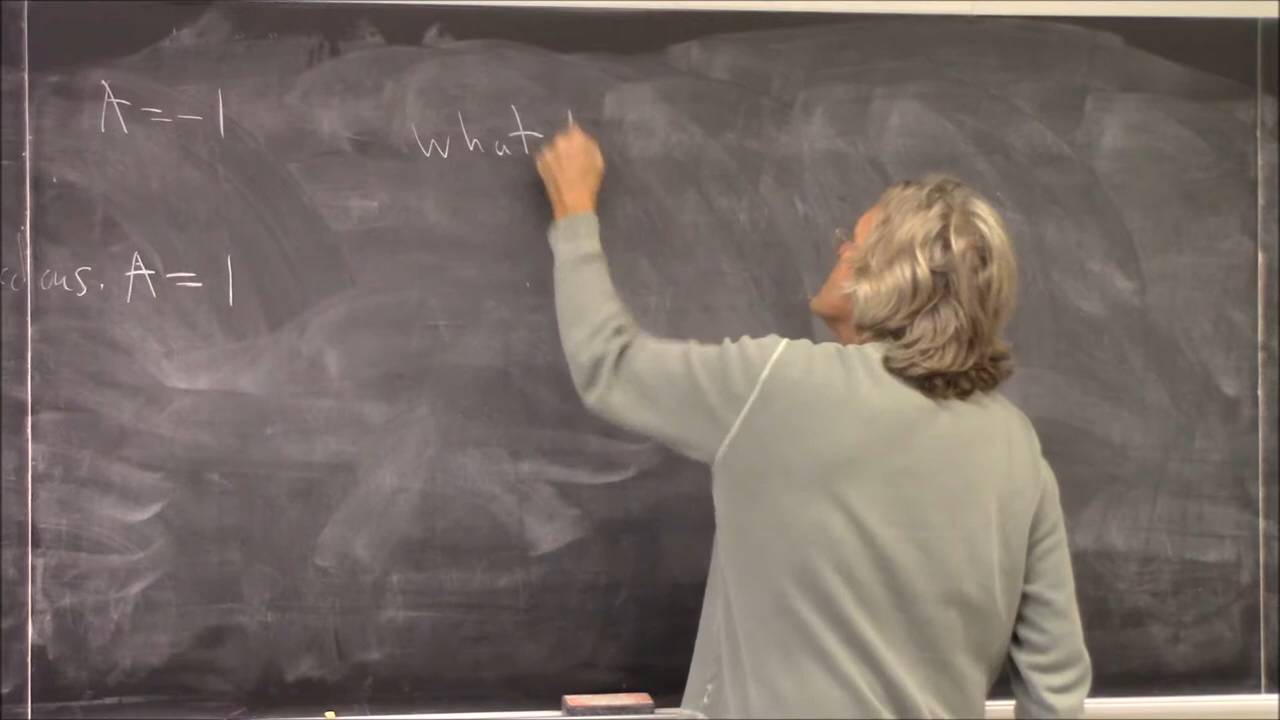 A = -1
what
A = 1